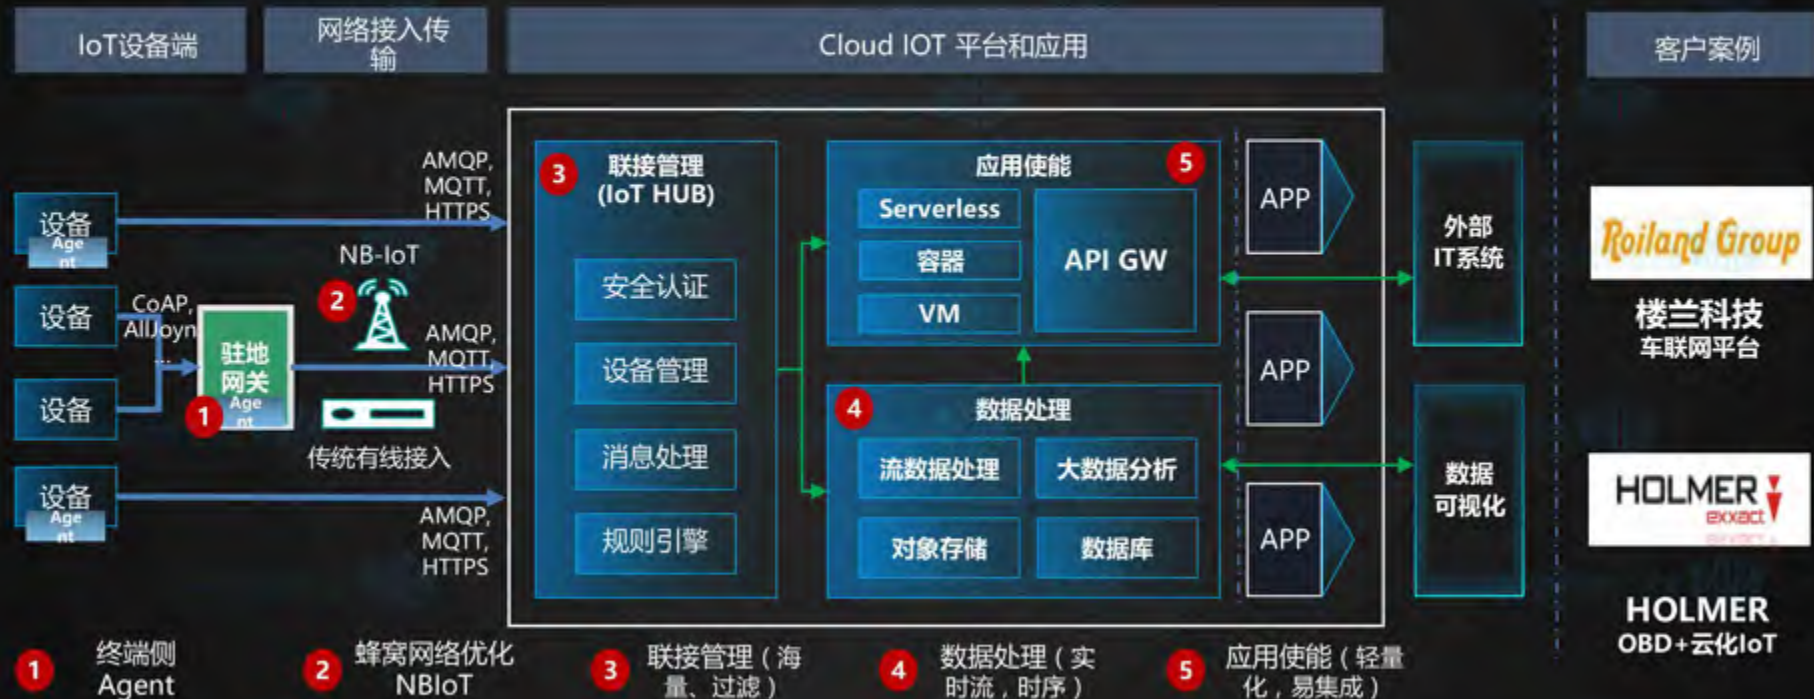 IoT设备端
网络接入传
输
Cloud IOT 平台和应用
客户案例
设备
Age
nt
设备
设备
设备
Age
nt
CoAP,
AllJoyn
...
1
驻地
网关
Age
nt
AMQP,
MQTT,
HTTPS
NB-IoT
2
AMQP,
MQTT,
HTTPS
传统有线接入
AMQP,
MQTT,
HTTPS
3
联接管理
(IoT HUB)
安全认证
设备管理
消息处理
规则引擎
应用使能
5
Serverless
容器
VM
API GW
4
数据处理
流数据处理
大数据分析
对象存储
数据库
APP
APP
APP
外部
IT系统
数据
可视化
Roiland Group
楼兰科技
车联网平台
HOLMER
exxact
HOLMER
OBD+云化IoT
1
终端侧
Agent
2
蜂窝网络优化
NBIoT
3
联接管理（海
量、过滤）
4
数据处理（实
时流，时序）
5
应用使能（轻量
化，易集成）